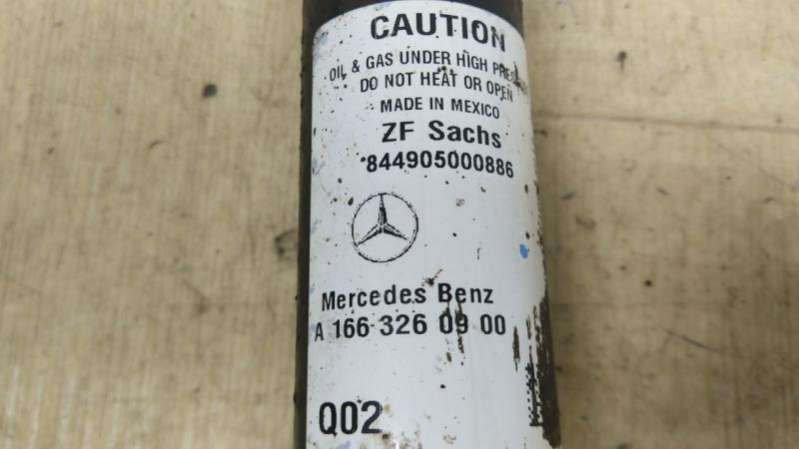 CAUTION
OIL & GAS UNDER HIGH PRES
DO NOT HEAT OR OPEN
MADE IN MEXICO
ZF Sachs
844905000886
Mercedes Benz
A 166 326 09 00
Q02